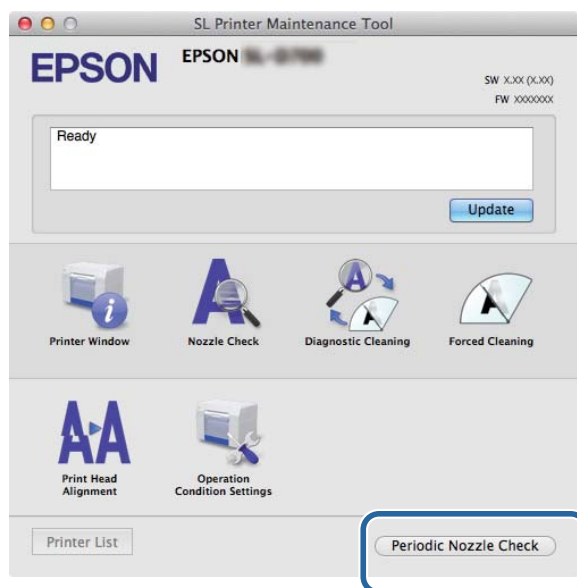 SL Printer Maintenance Tool
EPSON
EPSON
SW X.XX (X.XX)
FW XXXXXXX
Ready
Update
Printer Window
Nozzle Check
Diagnostic Cleaning
Forced Cleaning
Print Head
Alignment
Operation
Condition Settings
Printer List
Periodic Nozzle Check